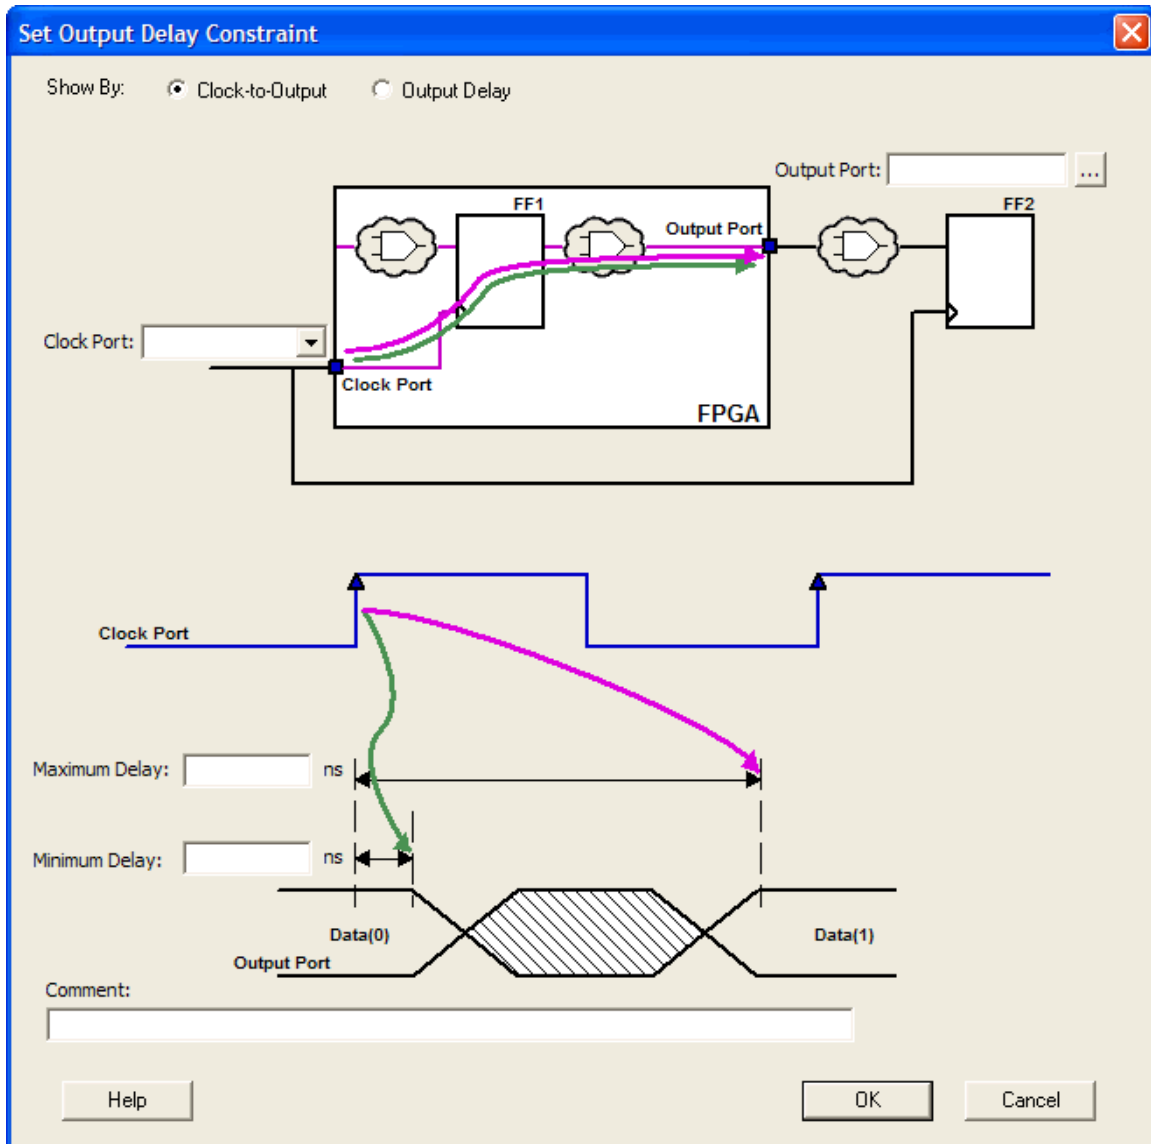 Set Output Delay Constraint
Show By: Clock-to-Output Output Delay
Output Port: ...
FF1 FF2
Output Port
Clock Port:
Clock Port
FPGA
Clock Port
Maximum Delay: ns
Minimum Delay: ns
Data(0) Data(1)
Output Port
Comment:
Help OK Cancel